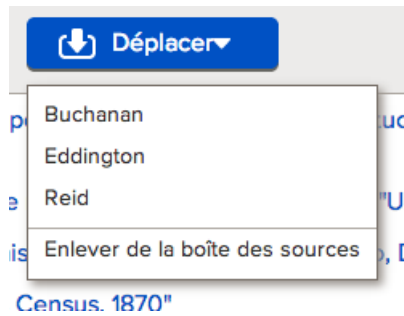 Déplacer
Buchanan
Eddington
Reid
"U
Enlever de la boîte des sources
Census, 1870"